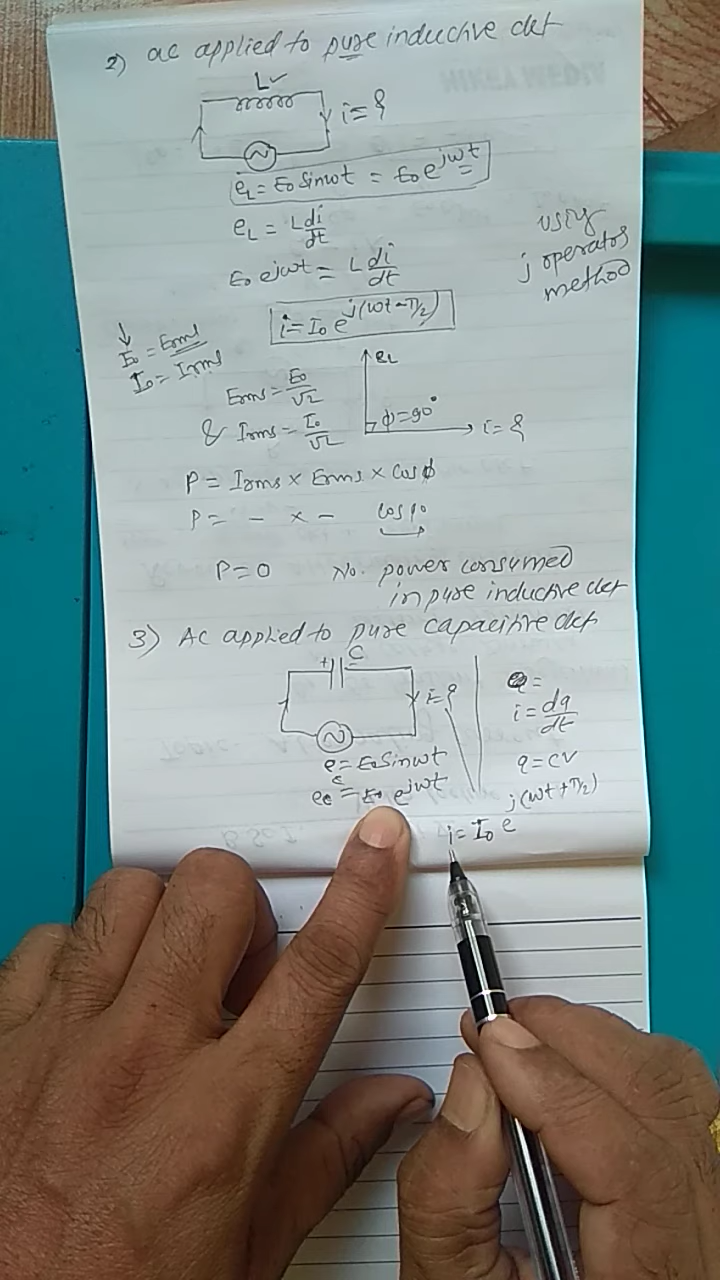 2) ac applied to pure inductive ckt
L✓
i = ?
eL = E0 Sinωt = E0 e^jωt
eL = L di/dt
using
j operator
method
E0 ejωt = L di/dt
i = I0 e^j(ωt-π/2)
↓
E0 = Erms
I0 = Irms
eL
Erms = E0/√2
ϕ = 90°
i = ?
& Irms = I0/√2
P = Irms × Erms × Cos ϕ
P = - × - Cos 90
P = 0 No. power consumed
in pure inductive ckt
3) AC applied to pure capacitive ckt
+ C
i = ?
q =
i = dq/dt
e = E0 Sinωt
q = CV
ec = E0 e^jωt
i = I0 e^j(ωt+π/2)